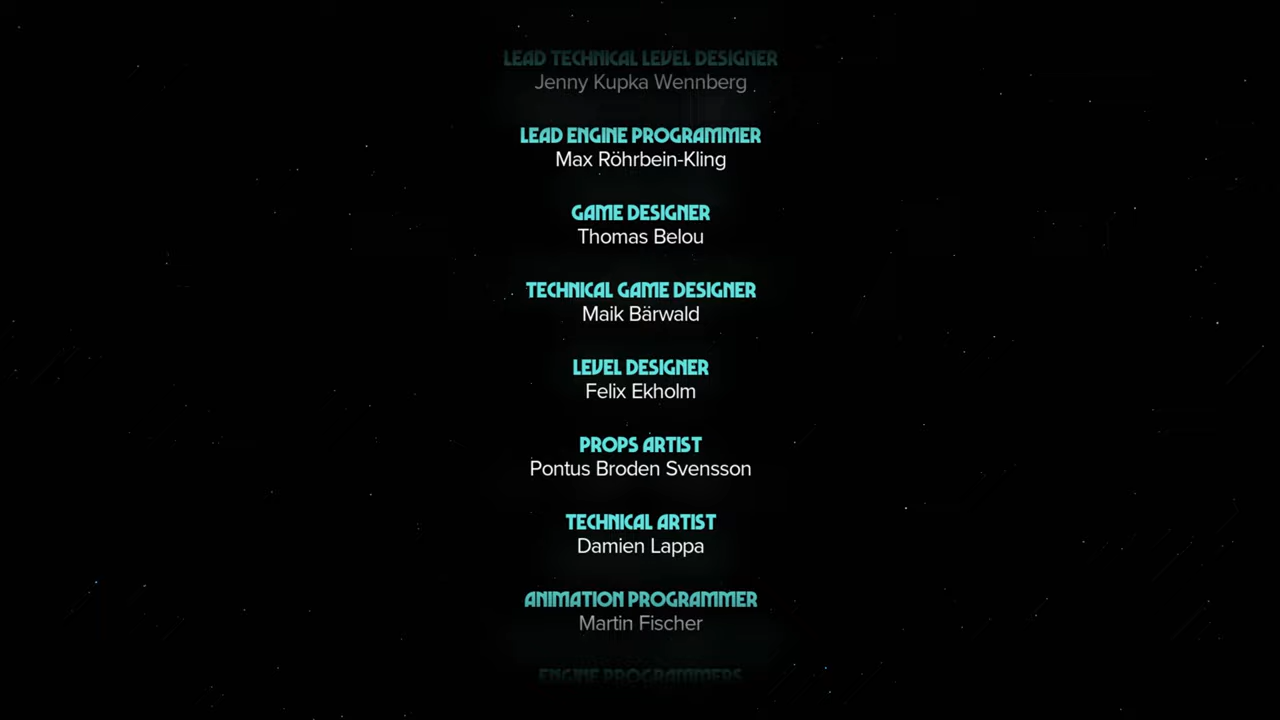 LEAD TECHNICAL LEVEL DESIGNER
Jenny Kupka Wennberg
LEAD ENGINE PROGRAMMER
Max Röhrbein-Kling
GAME DESIGNER
Thomas Belou
TECHNICAL GAME DESIGNER
Maik Bärwald
LEVEL DESIGNER
Felix Ekholm
PROPS ARTIST
Pontus Broden Svensson
TECHNICAL ARTIST
Damien Lappa
ANIMATION PROGRAMMER
Martin Fischer
ENGINE PROGRAMMERS